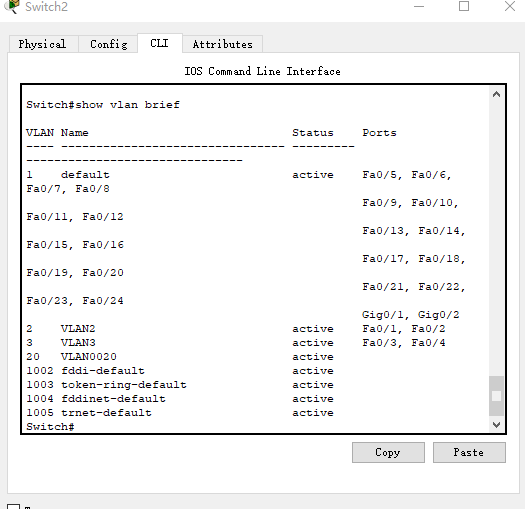 Switch2
Physical Config CLI Attributes
IOS Command Line Interface
Switch#show vlan brief
VLAN Name                             Status    Ports
---- -------------------------------- --------- -------------------------------
1    default                          active    Fa0/5, Fa0/6,
Fa0/7, Fa0/8
                                                Fa0/9, Fa0/10,
Fa0/11, Fa0/12
                                                Fa0/13, Fa0/14,
Fa0/15, Fa0/16
                                                Fa0/17, Fa0/18,
Fa0/19, Fa0/20
                                                Fa0/21, Fa0/22,
Fa0/23, Fa0/24
                                                Gig0/1, Gig0/2
2    VLAN2                            active    Fa0/1, Fa0/2
3    VLAN3                            active    Fa0/3, Fa0/4
20   VLAN0020                         active
1002 fddi-default                     active
1003 token-ring-default               active
1004 fddinet-default                  active
1005 trnet-default                    active
Switch#
Copy Paste